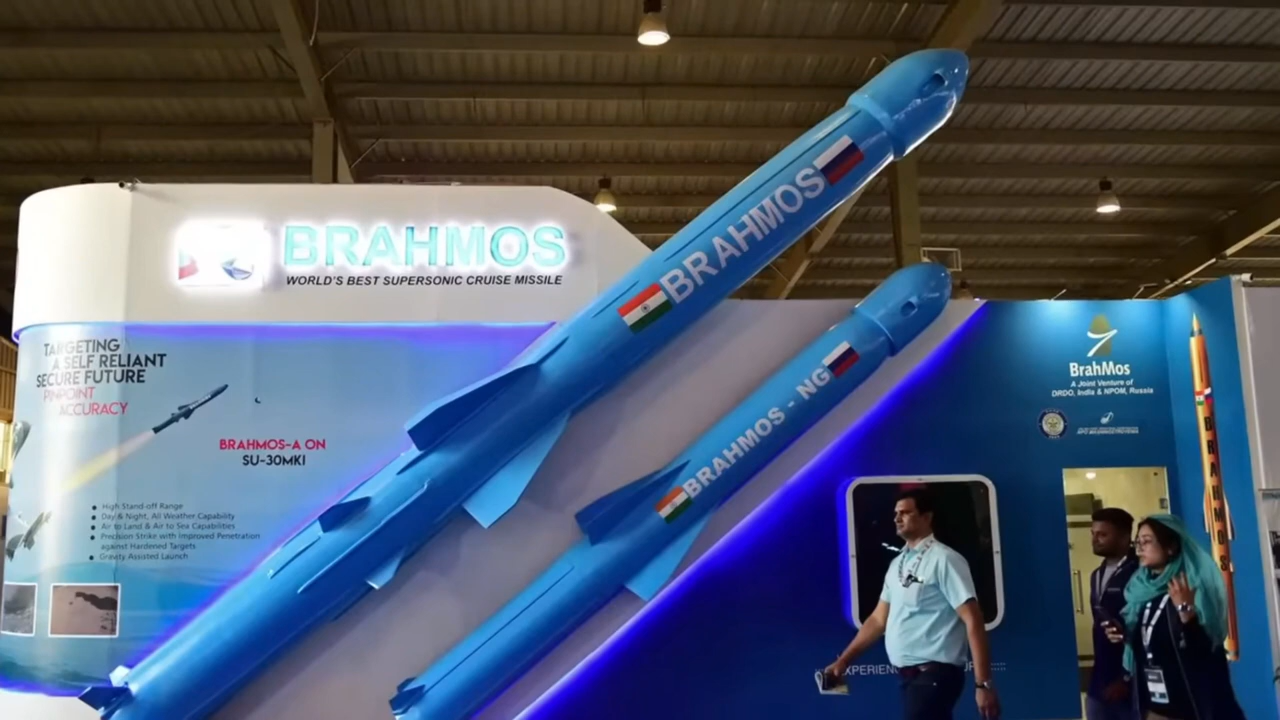 BRAHMOS
WORLD'S BEST SUPERSONIC CRUISE MISSILE
TARGETING
A SELF RELIANT
SECURE FUTURE
PINPOINT
ACCURACY
BRAHMOS-A ON
SU-30MKI
High Stand-off Range
Day & Night, All Weather Capability
Air to Land & Air to Sea Capabilities
Precision Strike with Improved Penetration
against Hardened Targets
Gravity Assisted Launch
BRAHMOS
BRAHMOS - NG
BrahMos
A Joint Venture of
DRDO, India & NPOM, Russia
BRAHMOS